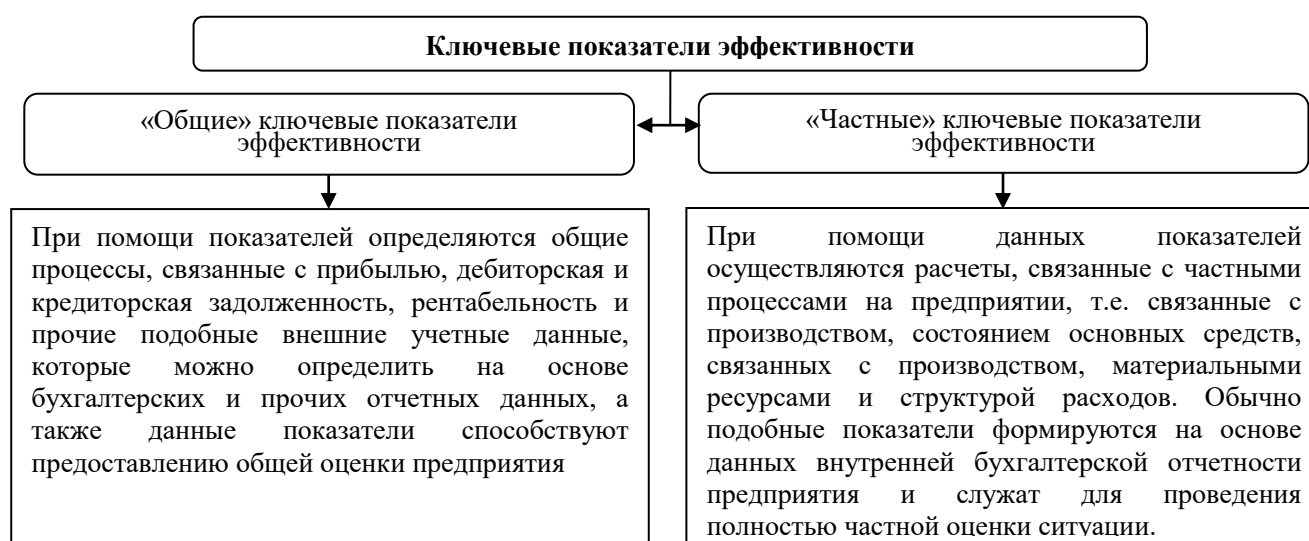 Ключевые показатели эффективности
«Общие» ключевые показатели
эффективности
«Частные» ключевые показатели
эффективности
При помощи показателей определяются общие
процессы, связанные с прибылью, дебиторская и
кредиторская задолженность, рентабельность и
прочие подобные внешние учетные данные,
которые можно определить на основе
бухгалтерских и прочих отчетных данных, а
также данные показатели способствуют
предоставлению общей оценки предприятия
При помощи данных показателей
осуществляются расчеты, связанные с частными
процессами на предприятии, т.е. связанные с
производством, состоянием основных средств,
связанных с производством, материальными
ресурсами и структурой расходов. Обычно
подобные показатели формируются на основе
данных внутренней бухгалтерской отчетности
предприятия и служат для проведения
полностью частной оценки ситуации.